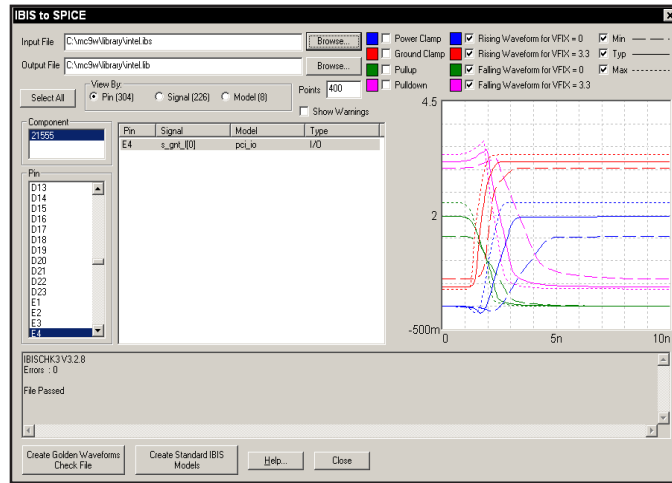 IBIS to SPICE
Input File C:\mc9w\library\intel.ibs Browse...
Output File C:\mc9w\library\intel.lib Browse...
Power Clamp Rising Waveform for VFIX = 0 Min
Ground Clamp Rising Waveform for VFIX = 3.3 Typ
Pullup Falling Waveform for VFIX = 0 Max
Pulldown Falling Waveform for VFIX = 3.3
Select All
View By:
Pin (304) Signal (226) Model (8)
Points 400
Show Warnings
Component
21555
Pin Signal Model Type
E4 s_gnt_l[0] pci_io I/O
Pin
D13
D14
D15
D16
D17
D18
D19
D20
D21
D22
D23
E1
E2
E3
E4
4.5
2
-500m
0 5n 10n
IBISCHK3 V3.2.8
Errors : 0
File Passed
Create Golden Waveforms
Check File
Create Standard IBIS
Models
Help...
Close